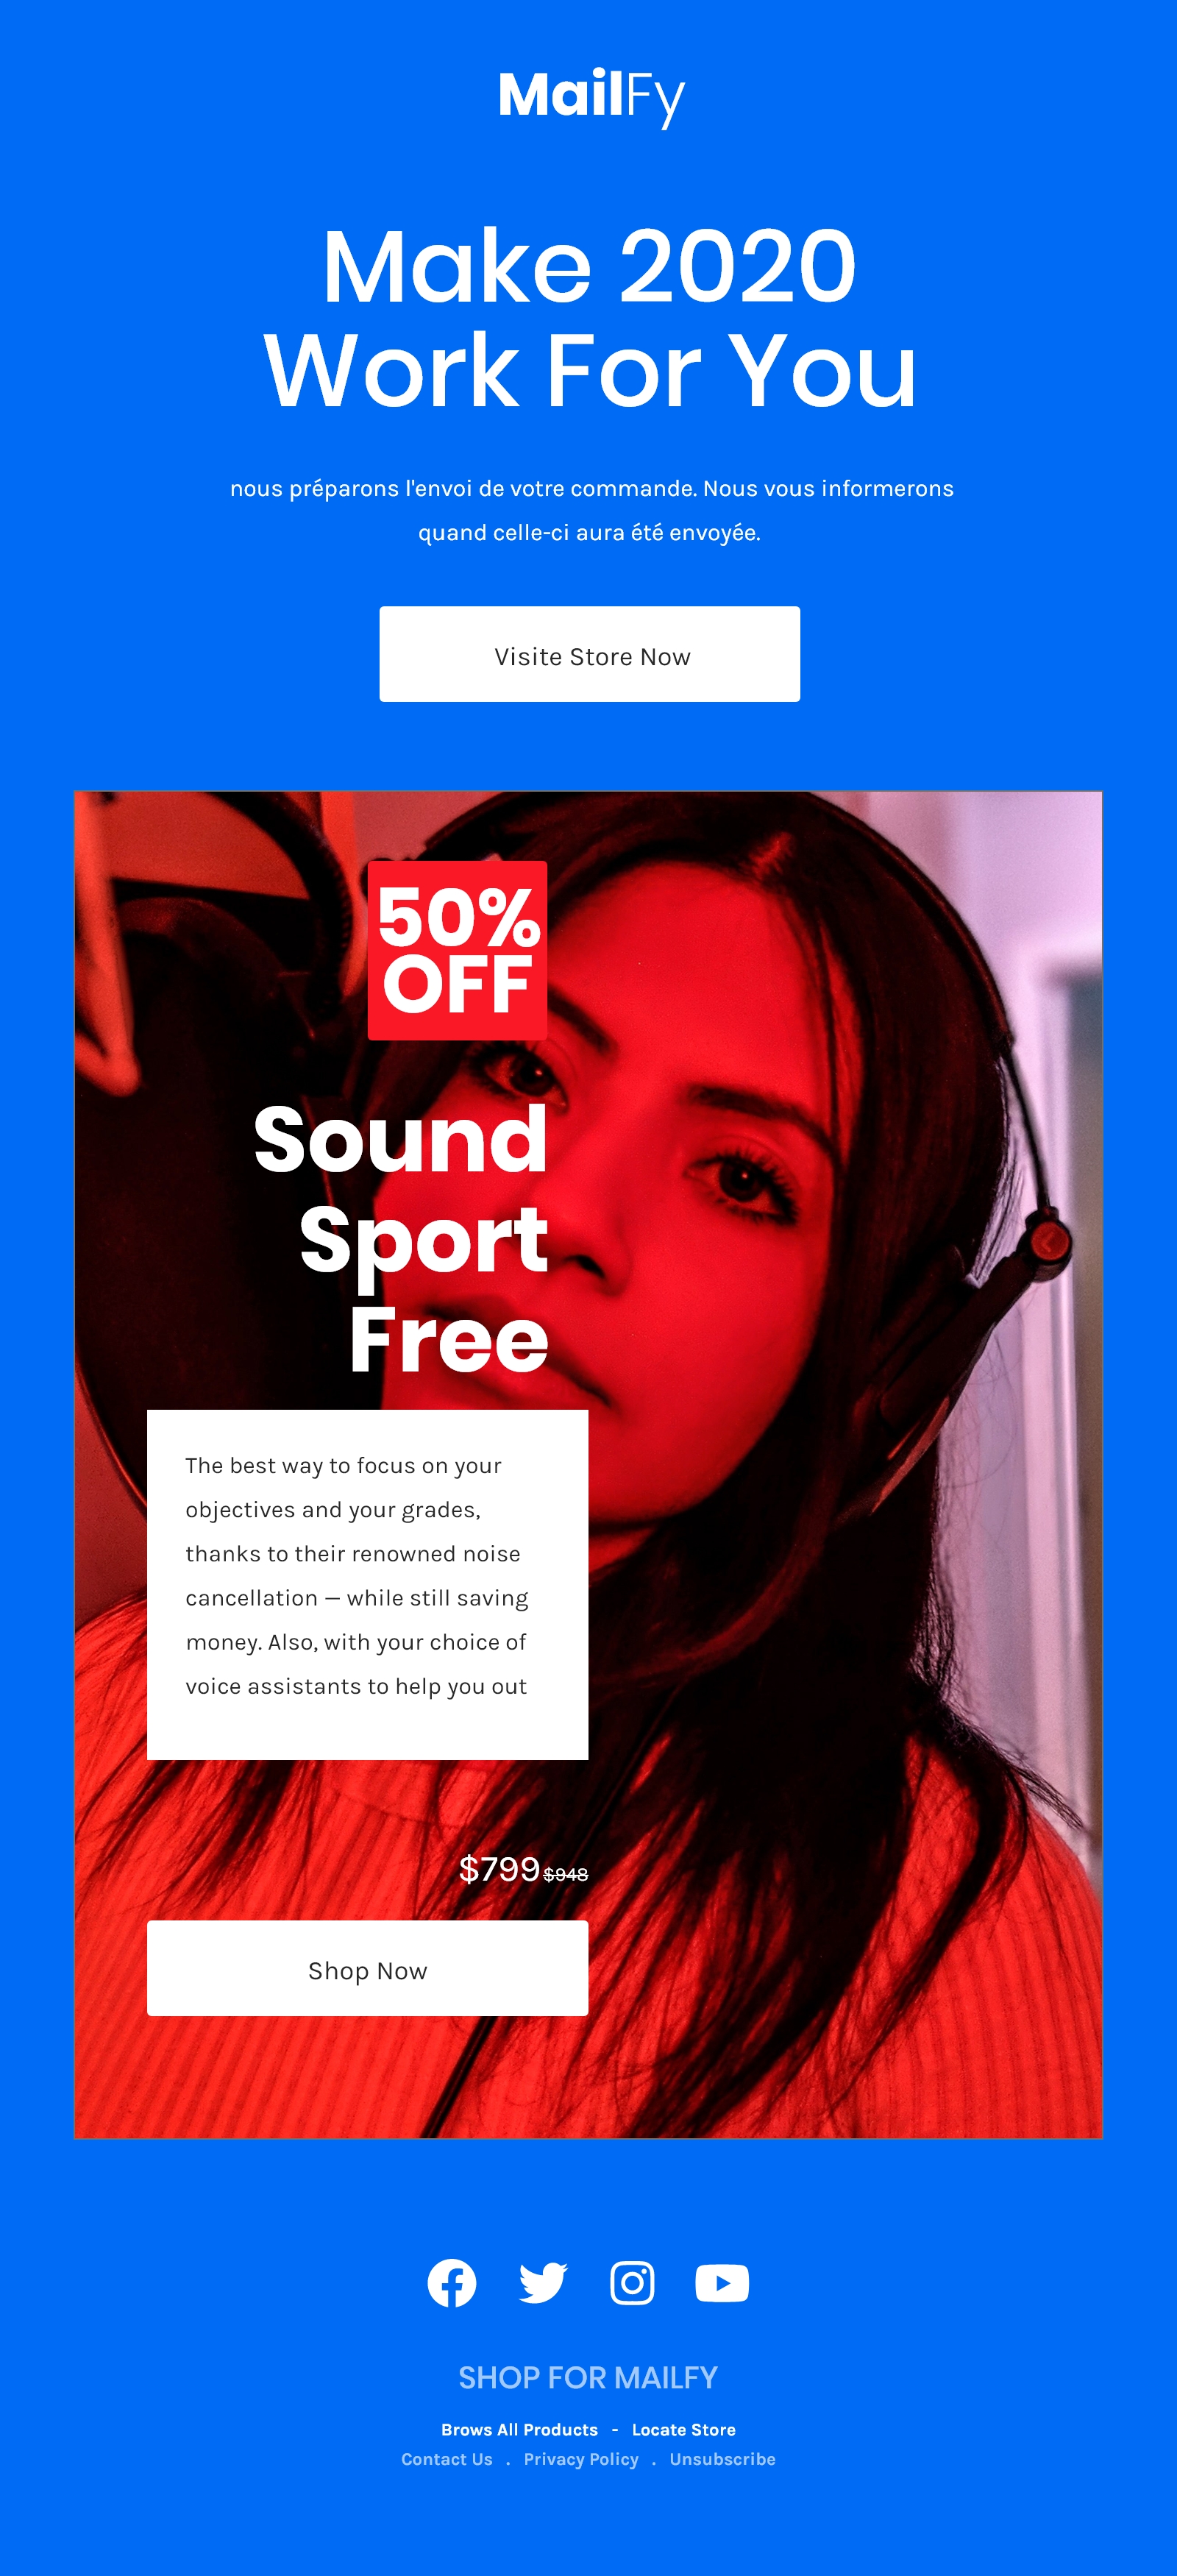 MailFy
Make 2020
Work For You
nous préparons l'envoi de votre commande. Nous vous informerons
quand celle-ci aura été envoyée.
Visite Store Now
50%
OFF
Sound
Sport
Free
The best way to focus on your
objectives and your grades,
thanks to their renowned noise
cancellation — while still saving
money. Also, with your choice of
voice assistants to help you out
$799 $948
Shop Now
SHOP FOR MAILFY
Brows All Products - Locate Store
Contact Us . Privacy Policy . Unsubscribe